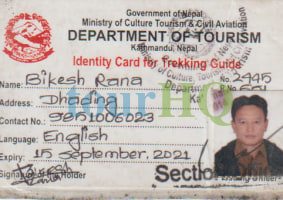 Government of Nepal
Ministry of Culture Tourism & Civil Aviation
DEPARTMENT OF TOURISM
Kathmandu, Nepal
Identity Card for Trekking Guide
No. 2445
Name: Bikesh Rana
Address: Dhading
Contact No.:
Language: English
Expiry: 15 September, 2021
Signature of the Holder
Section
tourHQ